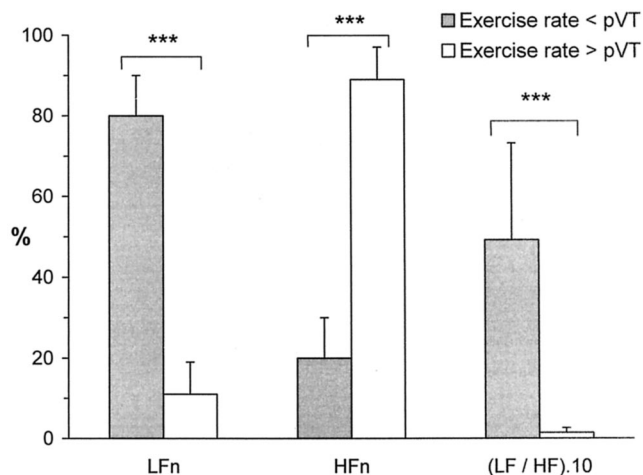 Exercise rate < pVT
Exercise rate > pVT
100
80
60
40
20
0
%
***
***
***
LFn
HFn
(LF / HF).10